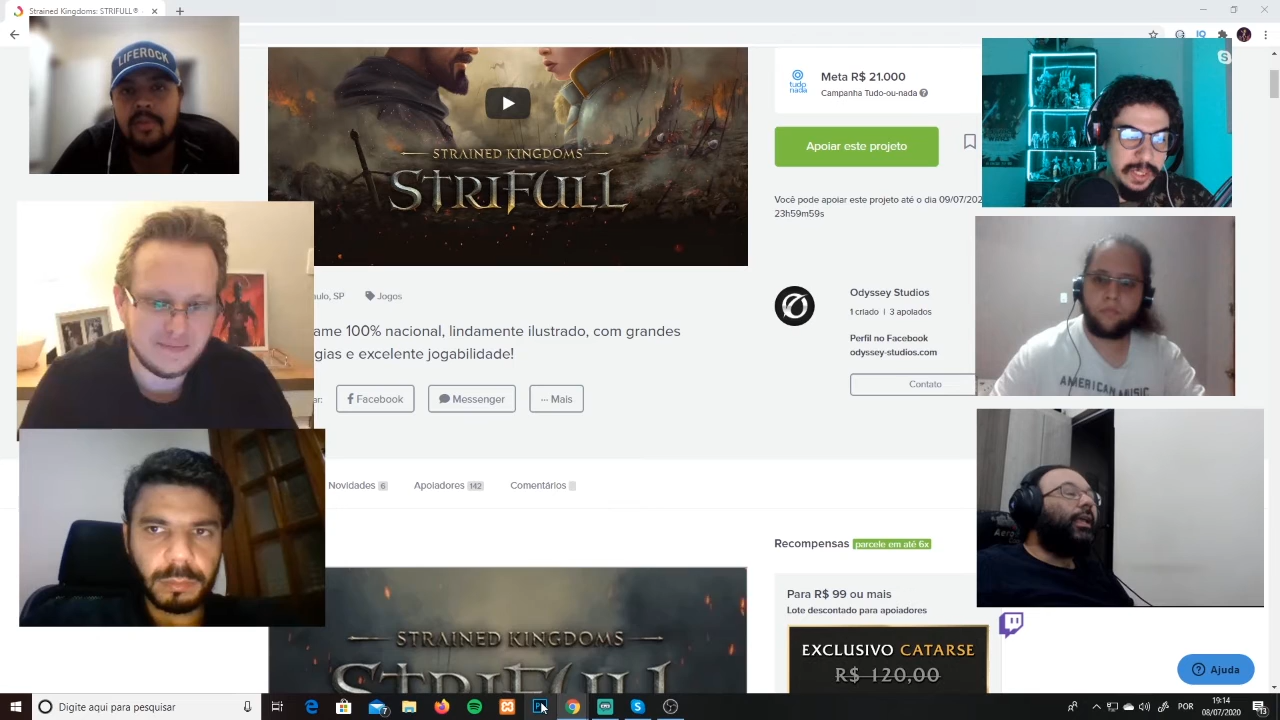 Strained Kingdoms: STRIFULL®
LIFEROCK
STRAINED KINGDOMS
STRIFULL
tudo
nada
Meta R$ 21.000
Campanha Tudo-ou-nada
Apoiar este projeto
Você pode apoiar este projeto até o dia 09/07/202
23h59m59s
aulo, SP
Jogos
ame 100% nacional, lindamente ilustrado, com grandes
gias e excelente jogabilidade!
ar:
Facebook
Messenger
··· Mais
Odyssey Studios
1 criado | 3 apoiados
Perfil no Facebook
odyssey-studios.com
Contato
AMERICAN MUSIC
Novidades 6
Apoiadores 142
Comentários
Recompensas parcele em até 6x
Para R$ 99 ou mais
Lote descontado para apoiadores
EXCLUSIVO CATARSE
R$ 120,00
STRAINED KINGDOMS
STRIFULL
Ajuda
Digite aqui para pesquisar
POR
19:14
08/07/2020